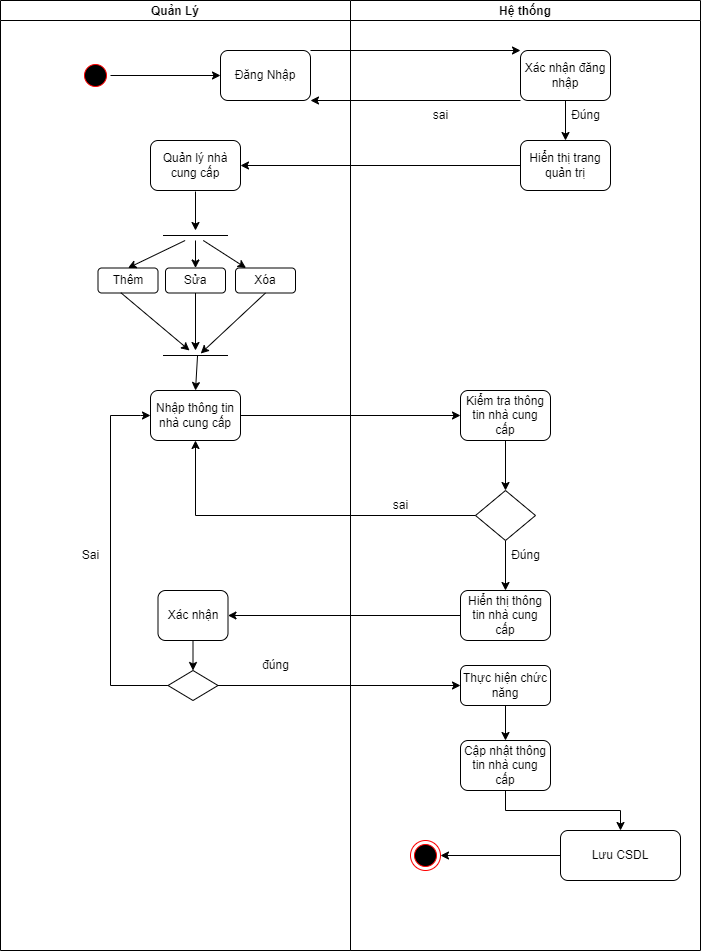 Quản Lý
Hệ thống
Đăng Nhập
Xác nhận đăng
nhập
sai
Đúng
Quản lý nhà
cung cấp
Hiển thị trang
quản trị
Thêm
Sửa
Xóa
Nhập thông tin
nhà cung cấp
Kiểm tra thông
tin nhà cung
cấp
sai
Sai
Đúng
Xác nhận
Hiển thị thông
tin nhà cung
cấp
đúng
Thực hiện chức
năng
Cập nhật thông
tin nhà cung
cấp
Lưu CSDL